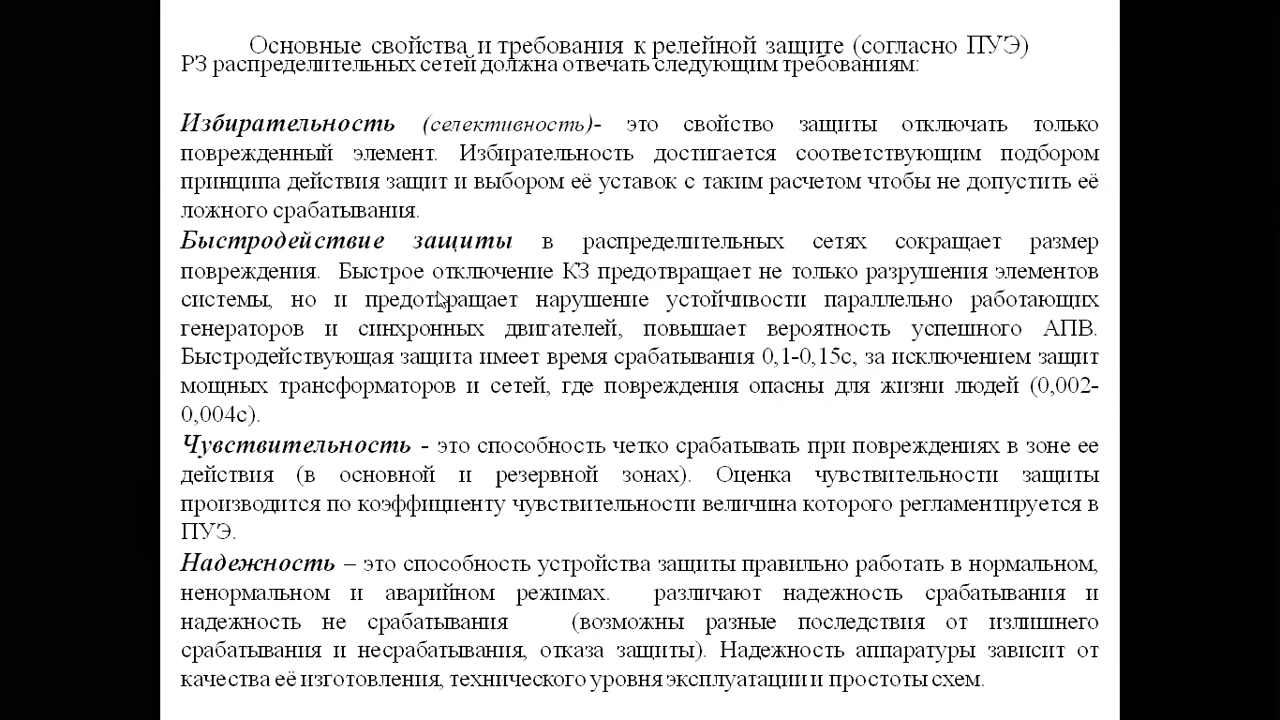 Основные свойства и требования к релейной защите (согласно ПУЭ)
РЗ распределительных сетей должна отвечать следующим требованиям:
Избирательность (селективность)- это свойство защиты отключать только
поврежденный элемент. Избирательность достигается соответствующим подбором
принципа действия защит и выбором её уставок с таким расчетом чтобы не допустить её
ложного срабатывания.
Быстродействие защиты в распределительных сетях сокращает размер
повреждения. Быстрое отключение КЗ предотвращает не только разрушения элементов
системы, но и предотвращает нарушение устойчивости параллельно работающих
генераторов и синхронных двигателей, повышает вероятность успешного АПВ.
Быстродействующая защита имеет время срабатывания 0,1-0,15с, за исключением защит
мощных трансформаторов и сетей, где повреждения опасны для жизни людей (0,002-
0,004с).
Чувствительность - это способность четко срабатывать при повреждениях в зоне ее
действия (в основной и резервной зонах). Оценка чувствительности защиты
производится по коэффициенту чувствительности величина которого регламентируется в
ПУЭ.
Надежность – это способность устройства защиты правильно работать в нормальном,
ненормальном и аварийном режимах. различают надежность срабатывания и
надежность не срабатывания (возможны разные последствия от излишнего
срабатывания и несрабатывания, отказа защиты). Надежность аппаратуры зависит от
качества её изготовления, технического уровня эксплуатации и простоты схем.